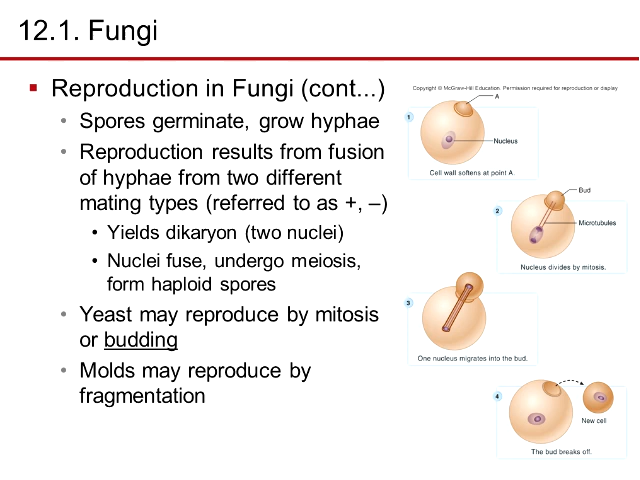 12.1. Fungi
▪ Reproduction in Fungi (cont...)
• Spores germinate, grow hyphae
• Reproduction results from fusion
of hyphae from two different
mating types (referred to as +, –)
• Yields dikaryon (two nuclei)
• Nuclei fuse, undergo meiosis,
form haploid spores
• Yeast may reproduce by mitosis
or budding
• Molds may reproduce by
fragmentation
Copyright © McGraw-Hill Education. Permission required for reproduction or display
A
1
Nucleus
Cell wall softens at point A.
Bud
2
Microtubules
Nucleus divides by mitosis.
3
One nucleus migrates into the bud.
4
New cell
The bud breaks off.